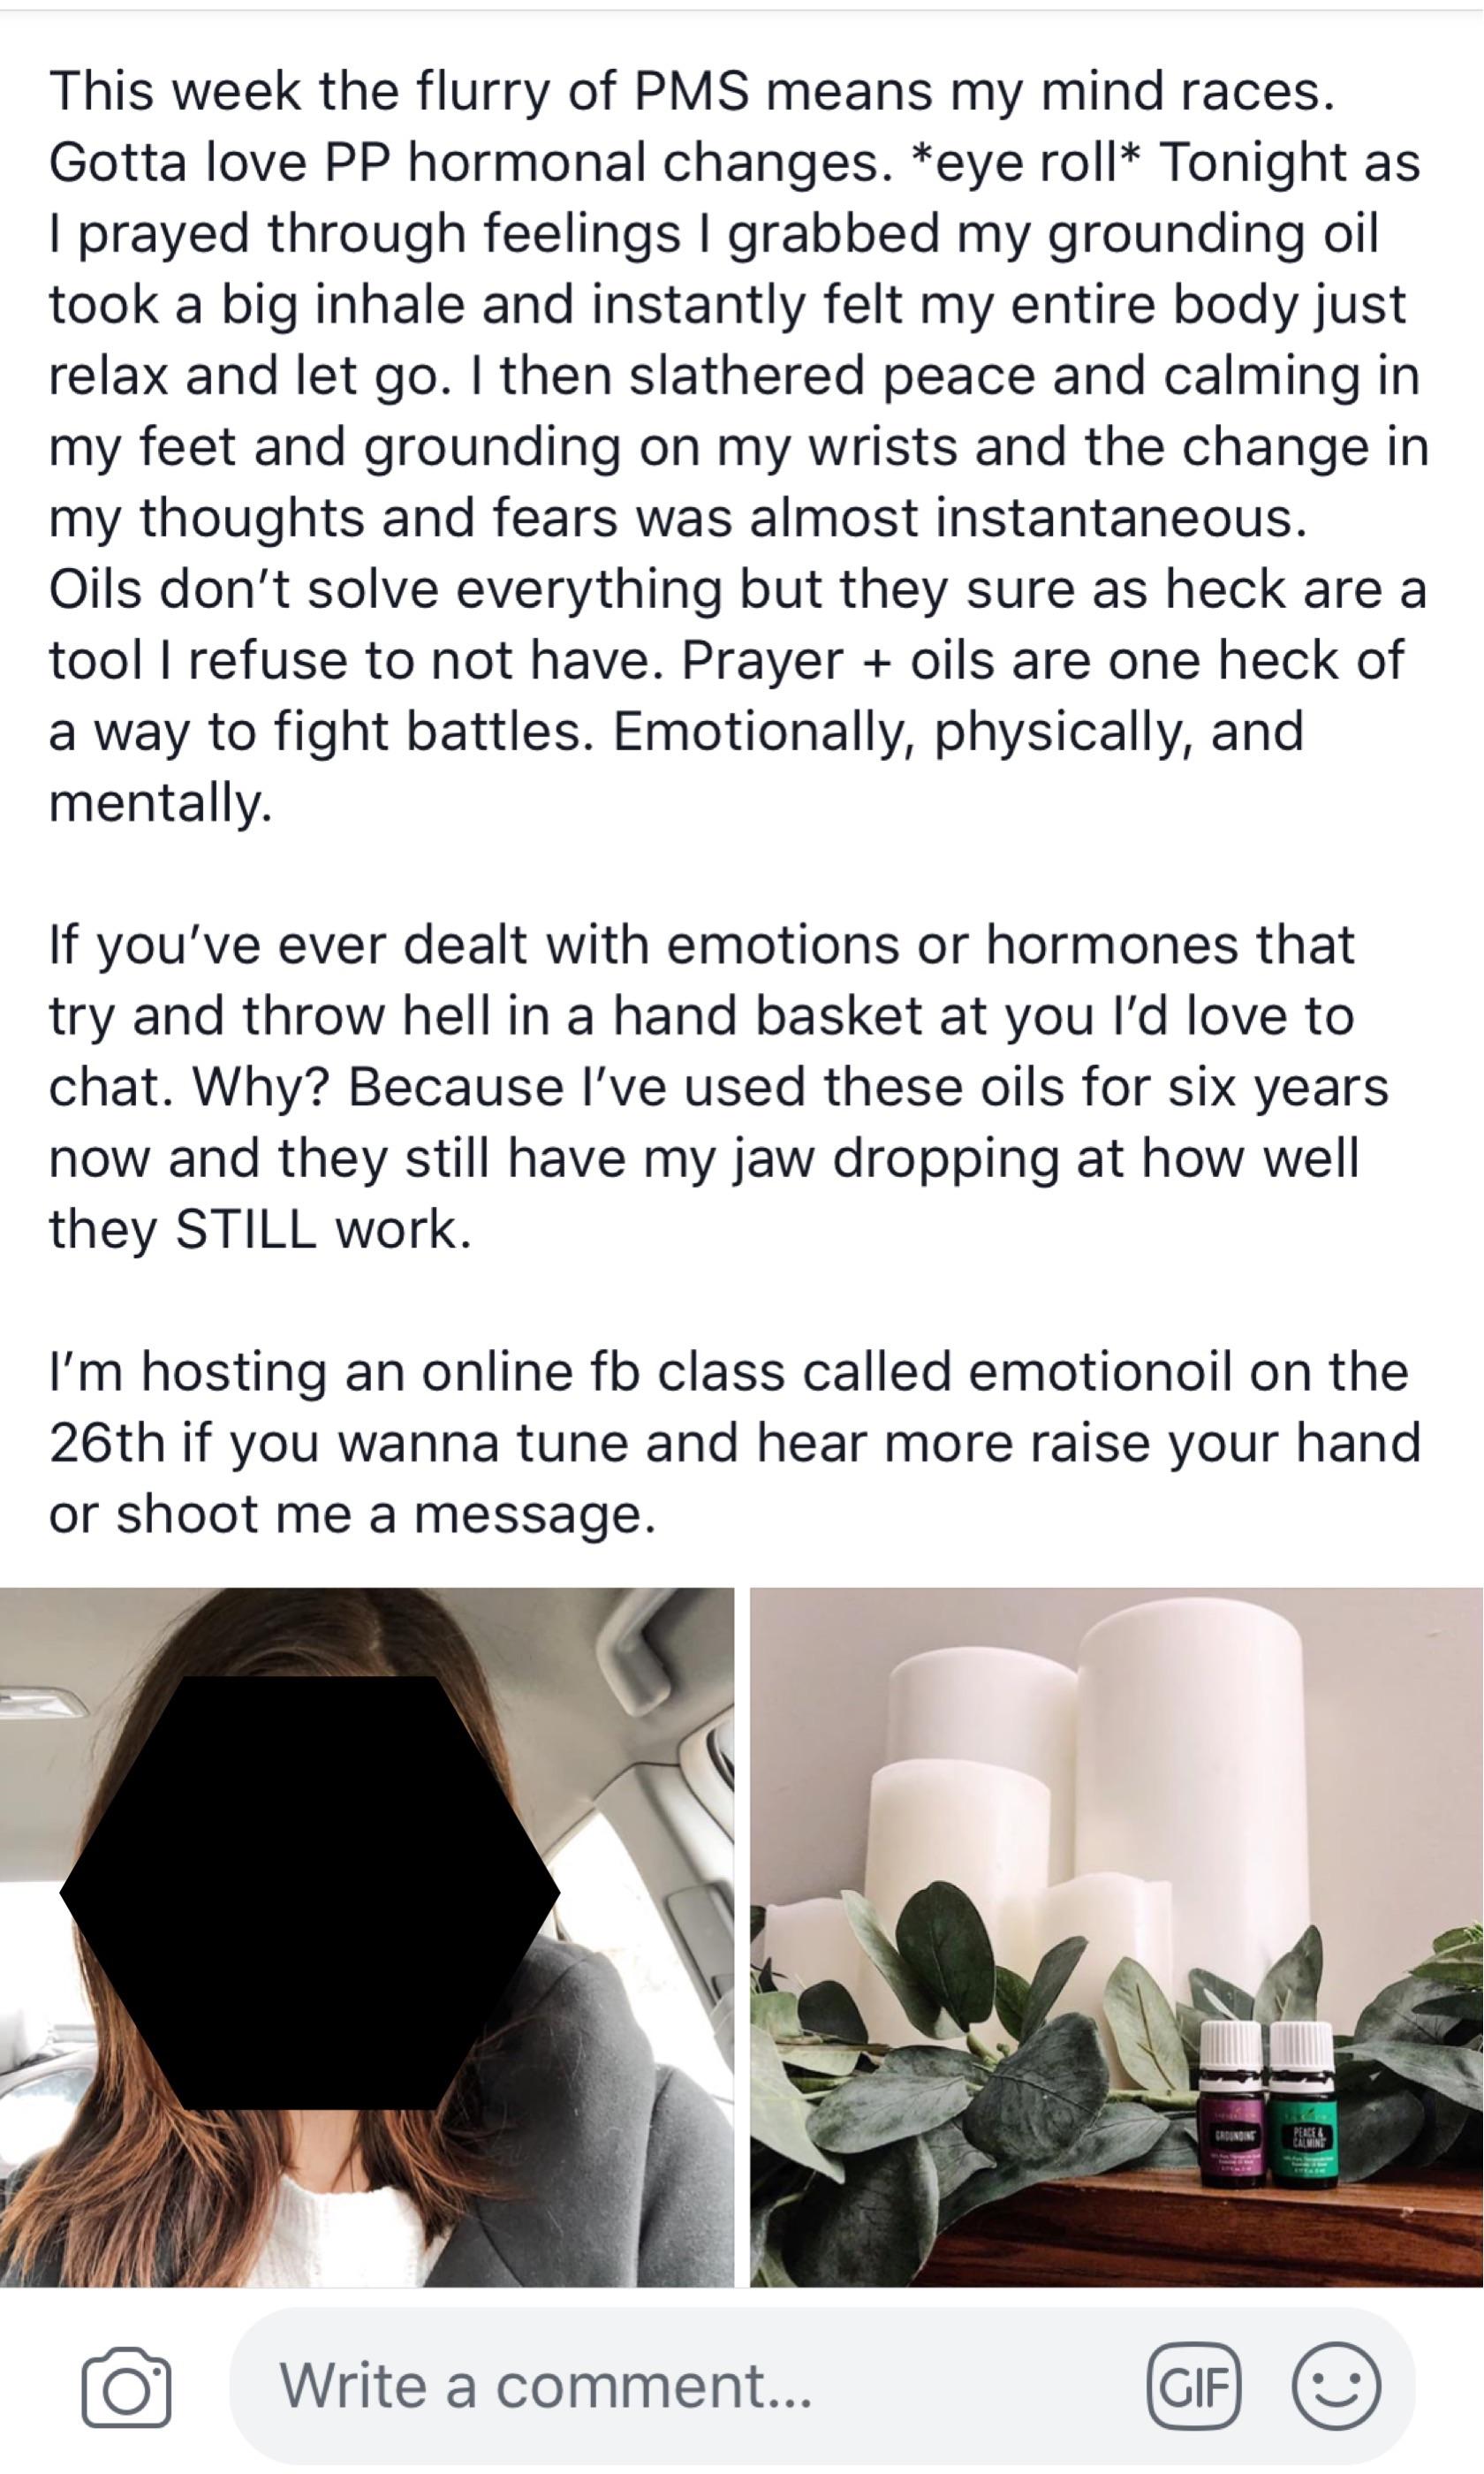 This week the flurry of PMS means my mind races.
Gotta love PP hormonal changes. *eye roll* Tonight as
I prayed through feelings I grabbed my grounding oil
took a big inhale and instantly felt my entire body just
relax and let go. I then slathered peace and calming in
my feet and grounding on my wrists and the change in
my thoughts and fears was almost instantaneous.
Oils don’t solve everything but they sure as heck are a
tool I refuse to not have. Prayer + oils are one heck of
a way to fight battles. Emotionally, physically, and
mentally.
If you’ve ever dealt with emotions or hormones that
try and throw hell in a hand basket at you I’d love to
chat. Why? Because I’ve used these oils for six years
now and they still have my jaw dropping at how well
they STILL work.
I’m hosting an online fb class called emotionoil on the
26th if you wanna tune and hear more raise your hand
or shoot me a message.
GROUNDING
PEACE &
CALMING
Write a comment...
GIF